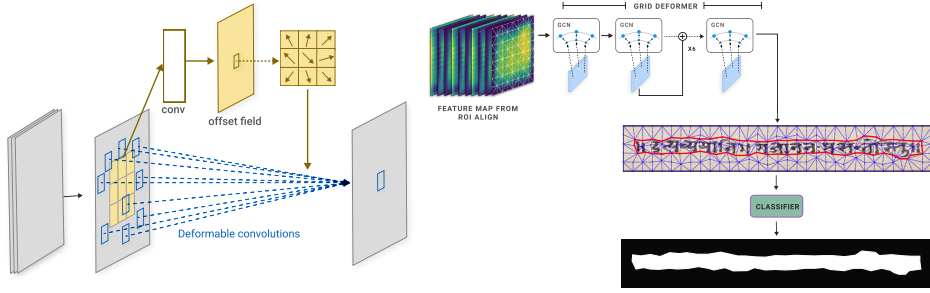 conv
offset field
Deformable convolutions
GRID DEFORMER
GCN
GCN
GCN
X6
FEATURE MAP FROM
ROI ALIGN
CLASSIFIER